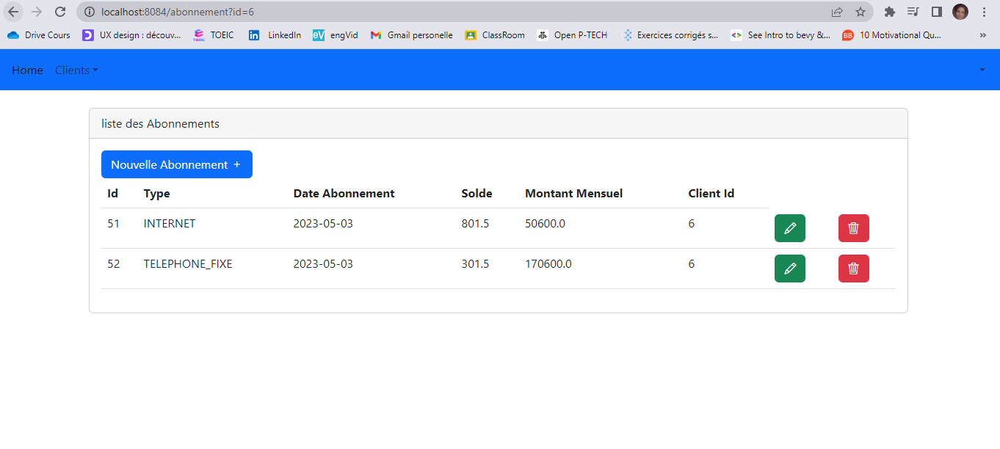 localhost:8084/abonnement?id=6
Drive Cours UX design : découv... TOEIC LinkedIn eV engVid Gmail personelle ClassRoom Open P-TECH Exercices corrigés s... <> See Intro to bevy &... BB 10 Motivational Qu... »
Home Clients
liste des Abonnements
Nouvelle Abonnement +
Id Type Date Abonnement Solde Montant Mensuel Client Id
51 INTERNET 2023-05-03 801.5 50600.0 6
52 TELEPHONE_FIXE 2023-05-03 301.5 170600.0 6